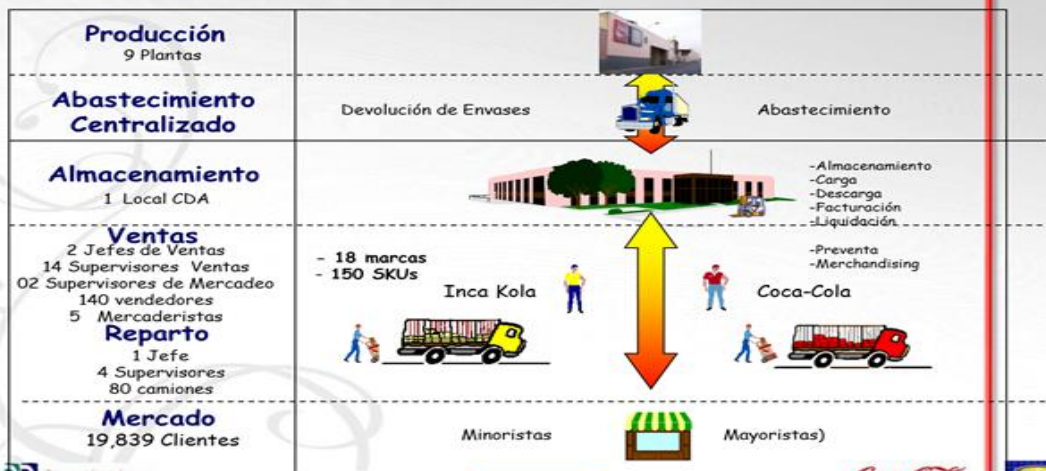 Producción
9 Plantas
Abastecimiento
Centralizado
Devolución de Envases
Abastecimiento
Almacenamiento
1 Local CDA
-Almacenamiento
-Carga
-Descarga
-Facturación
-Liquidación
Ventas
2 Jefes de Ventas
14 Supervisores Ventas
02 Supervisores de Mercadeo
140 vendedores
5 Mercaderistas
- 18 marcas
- 150 SKUs
-Preventa
-Merchandising
Inca Kola
Coca-Cola
Reparto
1 Jefe
4 Supervisores
80 camiones
Mercado
19,839 Clientes
Minoristas
Mayoristas)